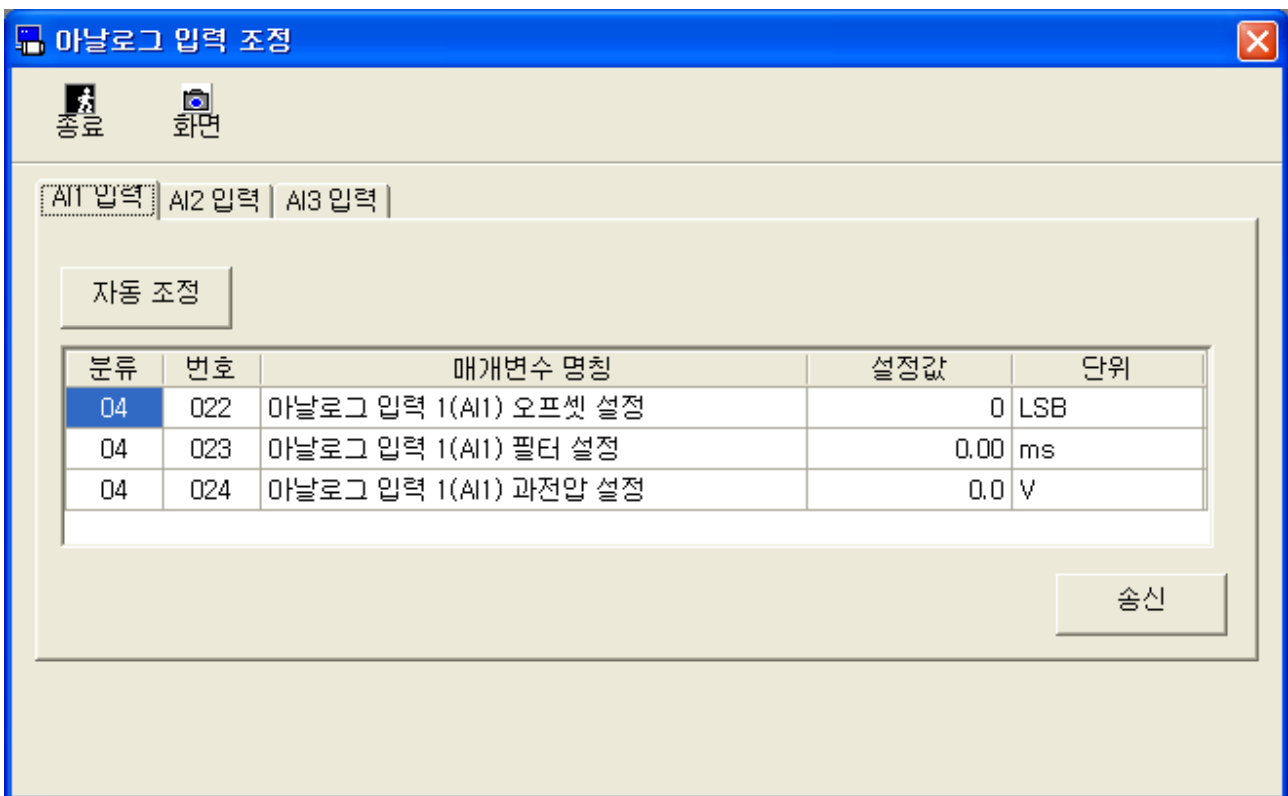 아날로그 입력 조정
종료 화면
AI1 입력 AI2 입력 AI3 입력
자동 조정
분류 번호 매개변수 명칭 설정값 단위
04 022 아날로그 입력 1(AI1) 오프셋 설정 0 LSB
04 023 아날로그 입력 1(AI1) 필터 설정 0.00 ms
04 024 아날로그 입력 1(AI1) 과전압 설정 0.0 V
송신